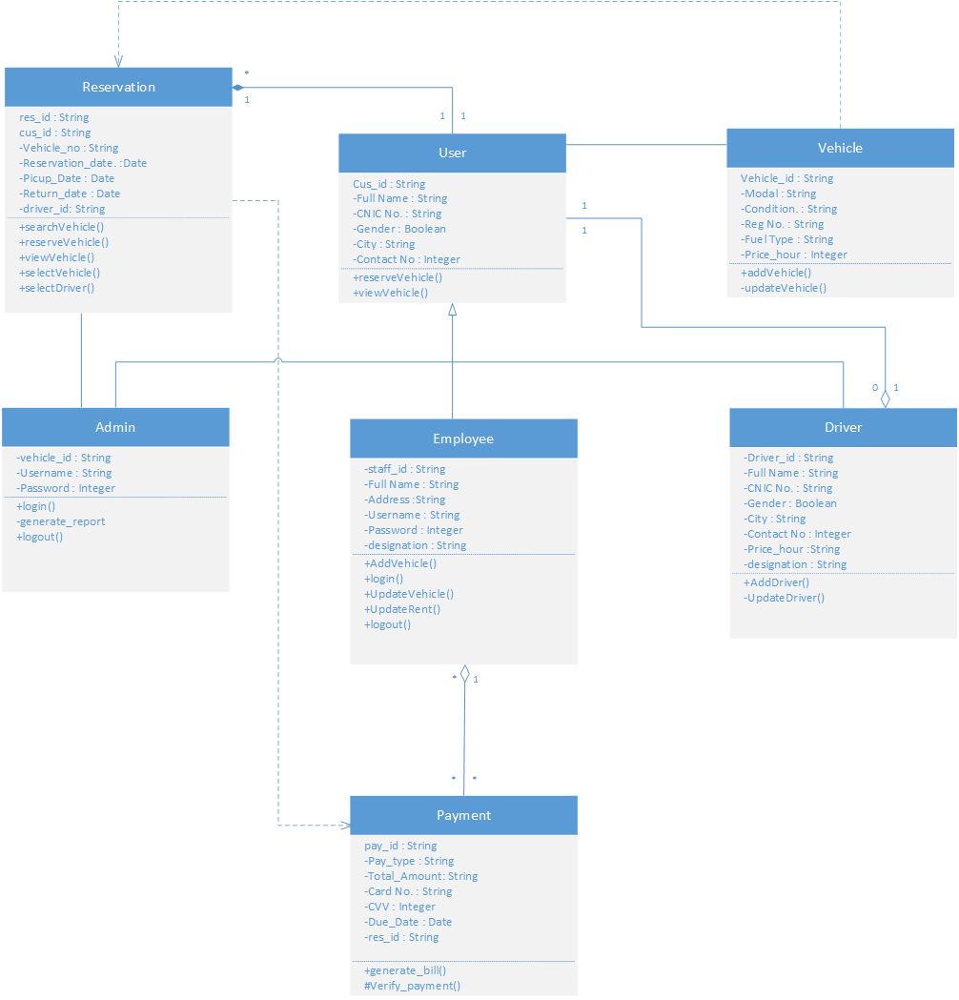 Reservation
res_id : String
cus_id : String
-Vehicle_no : String
-Reservation_date. :Date
-Picup_Date : Date
-Return_date : Date
-driver_id: String
+searchVehicle()
+reserveVehicle()
+viewVehicle()
+selectVehicle()
+selectDriver()
*
1
1 1
User
Cus_id : String
-Full Name : String
-CNIC No. : String
-Gender : Boolean
-City : String
-Contact No : Integer
+reserveVehicle()
+viewVehicle()
1
1
Vehicle
Vehicle_id : String
-Modal : String
-Condition. : String
-Reg No. : String
-Fuel Type : String
-Price_hour : Integer
+addVehicle()
-updateVehicle()
0 1
Admin
-vehicle_id : String
-Username : String
-Password : Integer
+login()
-generate_report
+logout()
Employee
-staff_id : String
-Full Name : String
-Address :String
-Username : String
-Password : Integer
-designation : String
+AddVehicle()
+login()
+UpdateVehicle()
+UpdateRent()
+logout()
* 1
Driver
-Driver_id : String
-Full Name : String
-CNIC No. : String
-Gender : Boolean
-City : String
-Contact No : Integer
-Price_hour :String
-designation : String
+AddDriver()
-UpdateDriver()
* *
Payment
pay_id : String
-Pay_type : String
-Total_Amount: String
-Card No. : String
-CVV : Integer
-Due_Date : Date
-res_id : String
+generate_bill()
#Verify_payment()